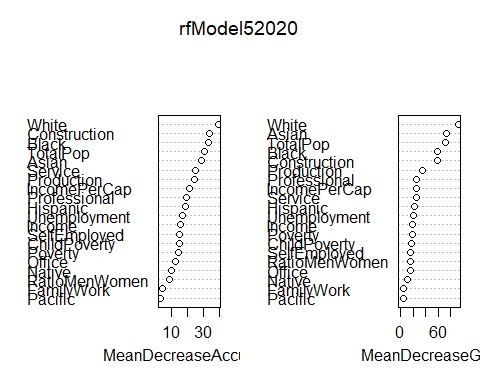 rfModel52020
White
Construction
Black
TotalPop
Asian
Service
Production
IncomePerCap
Professional
Hispanic
Unemployment
Income
SelfEmployed
ChildPoverty
Poverty
Office
Native
RatioMenWomen
FamilyWork
Pacific
10 30
MeanDecreaseAccu
White
Asian
TotalPop
Black
Construction
Production
Professional
IncomePerCap
Service
Hispanic
Unemployment
Income
Poverty
ChildPoverty
SelfEmployed
RatioMenWomen
Office
Native
FamilyWork
Pacific
0 60
MeanDecreaseG